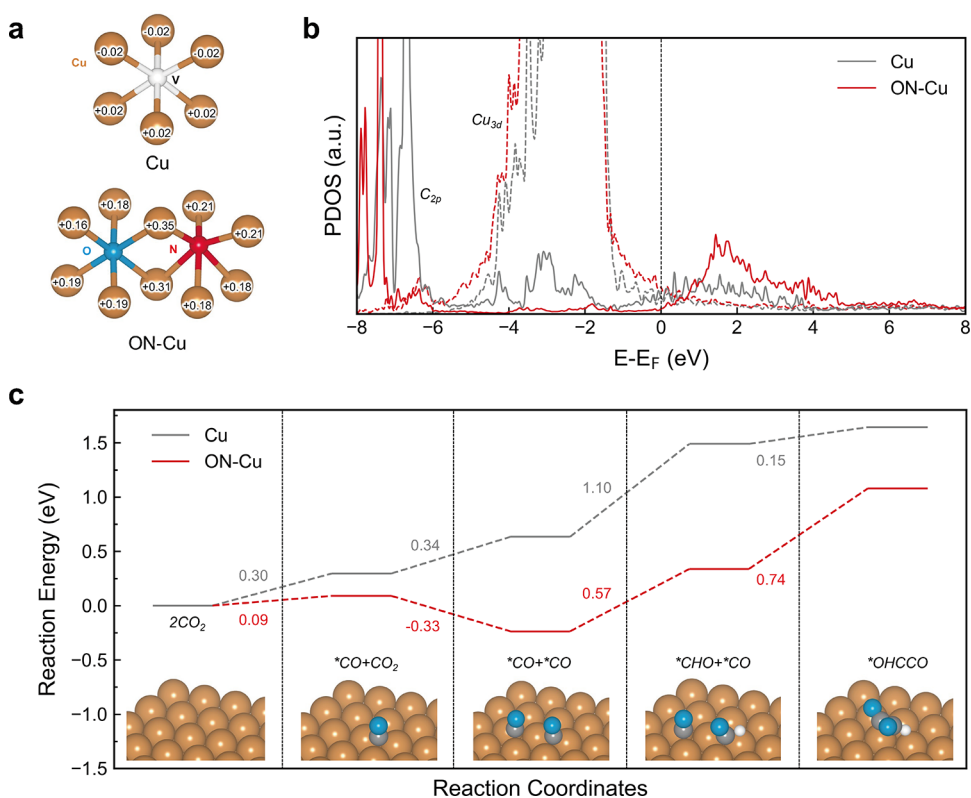 a
-0.02
-0.02 -0.02
Cu
V
+0.02 +0.02
+0.02
Cu
+0.18 +0.21
+0.16 +0.35 +0.21
O N
+0.19 +0.31 +0.18
+0.19 +0.18
ON-Cu
b
PDOS (a.u.)
Cu3d
C2p
Cu
ON-Cu
−8 −6 −4 −2 0 2 4 6 8
E-EF (eV)
c
Reaction Energy (eV)
1.5
1.0
0.5
0.0
−0.5
−1.0
−1.5
Cu
ON-Cu
0.30
0.34
1.10
0.15
0.09
-0.33
0.57
0.74
2CO2
*CO+CO2
*CO+*CO
*CHO+*CO
*OHCCO
Reaction Coordinates